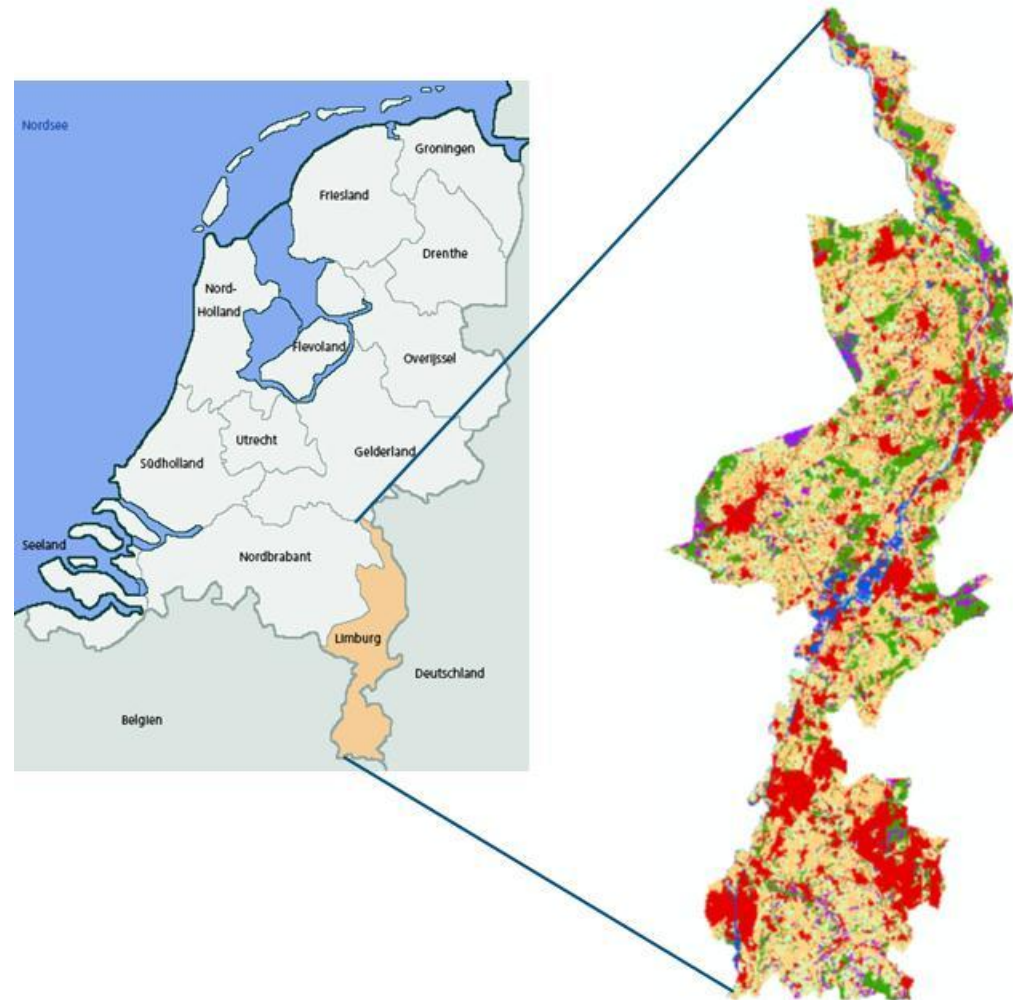 Nordsee
Groningen
Friesland
Drenthe
Nord-
Holland
Flevoland
Overijssel
Utrecht
Gelderland
Südholland
Seeland
Nordbrabant
Limburg
Deutschland
Belgien